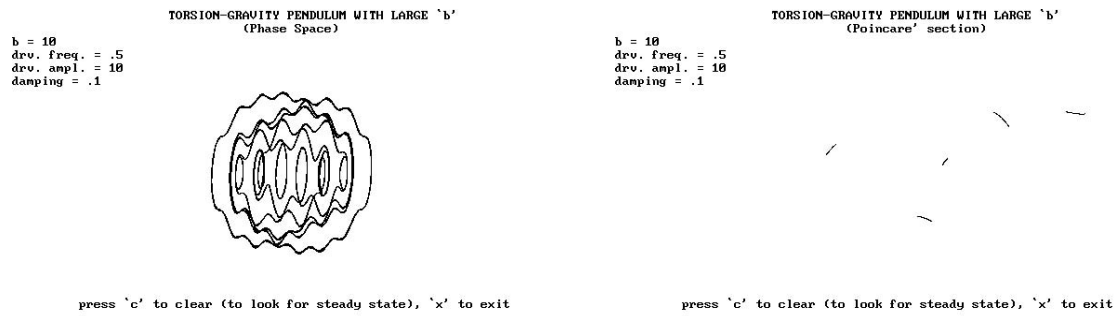 TORSION-GRAVITY PENDULUM WITH LARGE `b'
(Phase Space)
b = 10
drv. freq. = .5
drv. ampl. = 10
damping = .1
press `c' to clear (to look for steady state), `x' to exit
TORSION-GRAVITY PENDULUM WITH LARGE `b'
(Poincare' section)
b = 10
drv. freq. = .5
drv. ampl. = 10
damping = .1
press `c' to clear (to look for steady state), `x' to exit